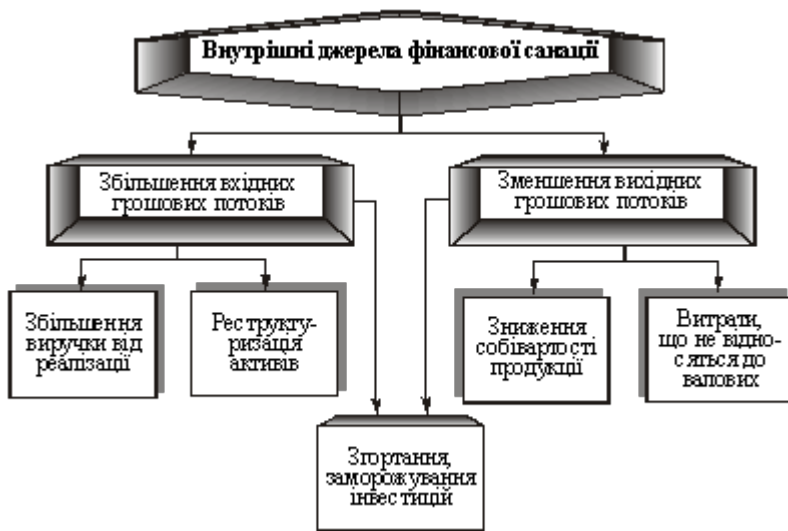 Внутрішні джерела фінансової санації
Збільшення вхідних
грошових потоків
Зменшення вихідних
грошових потоків
Збільшення
виручки від
реалізації
Реструкту-
ризація
активів
Зниження
собівартості
продукції
Витрати,
що не відно-
сяться до
валових
Згортання,
заморожування
інвестицій